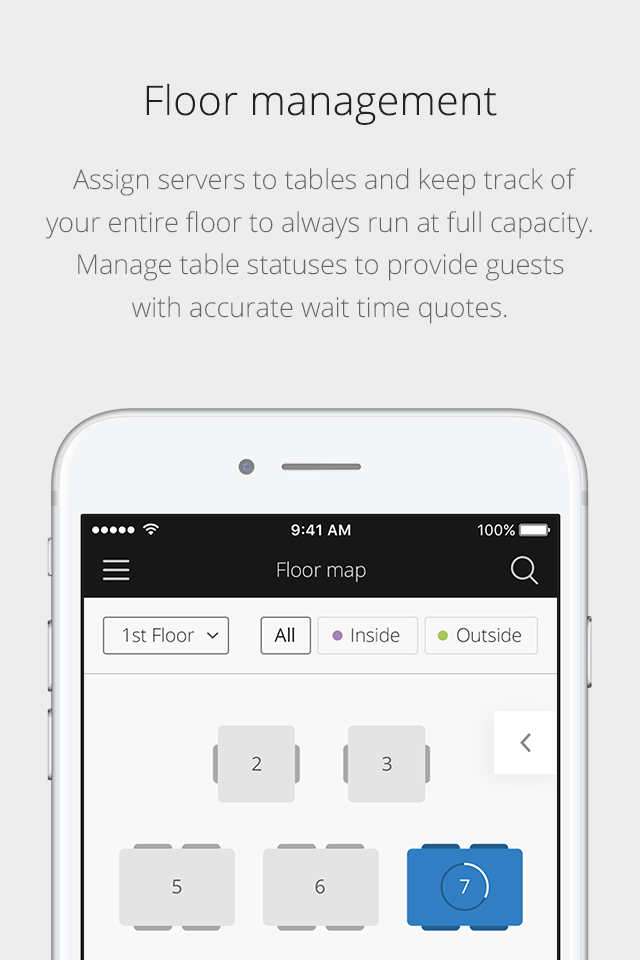 Floor management
Assign servers to tables and keep track of
your entire floor to always run at full capacity.
Manage table statuses to provide guests
with accurate wait time quotes.
9:41 AM
100%
Floor map
1st Floor
All
Inside
Outside
2
3
5
6
7